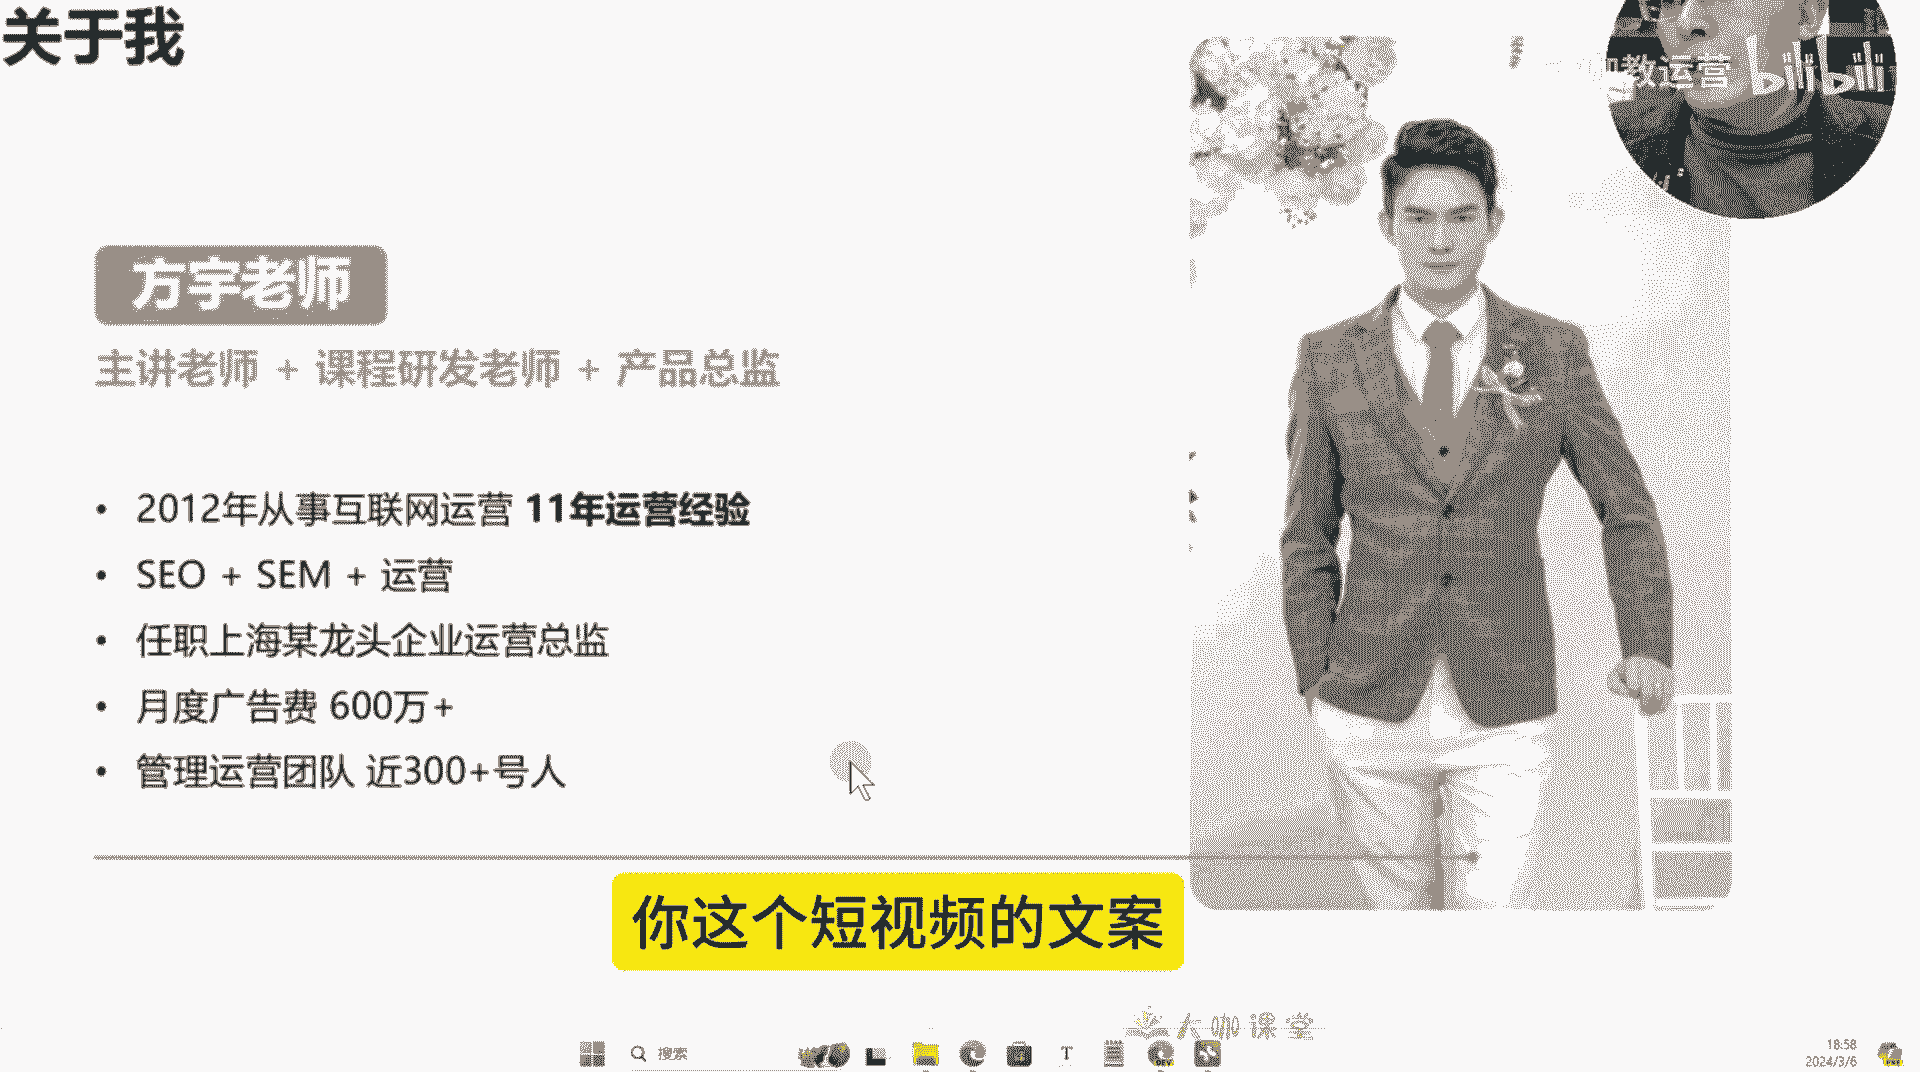 关于我
教运营 bilibili
方宇老师
主讲老师 + 课程研发老师 + 产品总监
• 2012年从事互联网运营 11年运营经验
• SEO + SEM + 运营
• 任职上海某龙头企业运营总监
• 月度广告费 600万+
• 管理运营团队 近300+号人
你这个短视频的文案
大咖课堂
搜索
18:58
2024/3/6